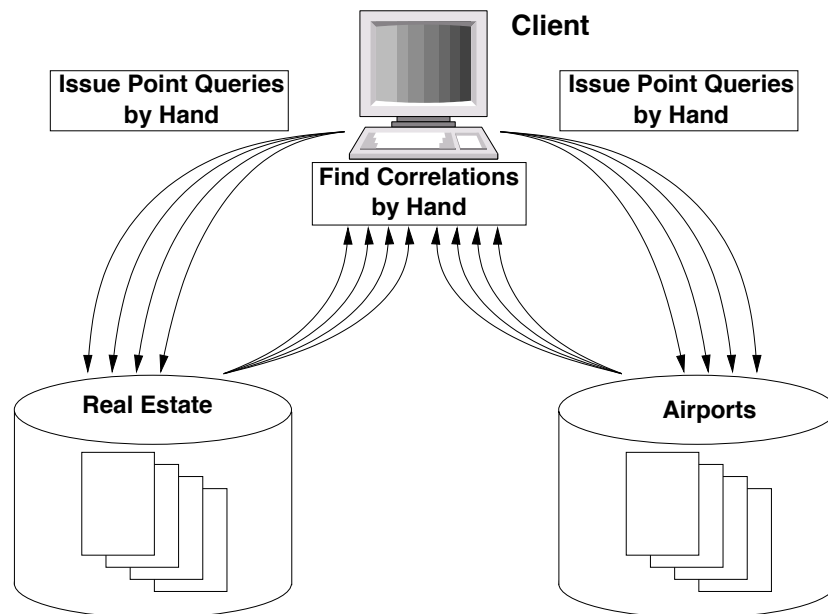 Client
Issue Point Queries
by Hand
Issue Point Queries
by Hand
Find Correlations
by Hand
Real Estate
Airports